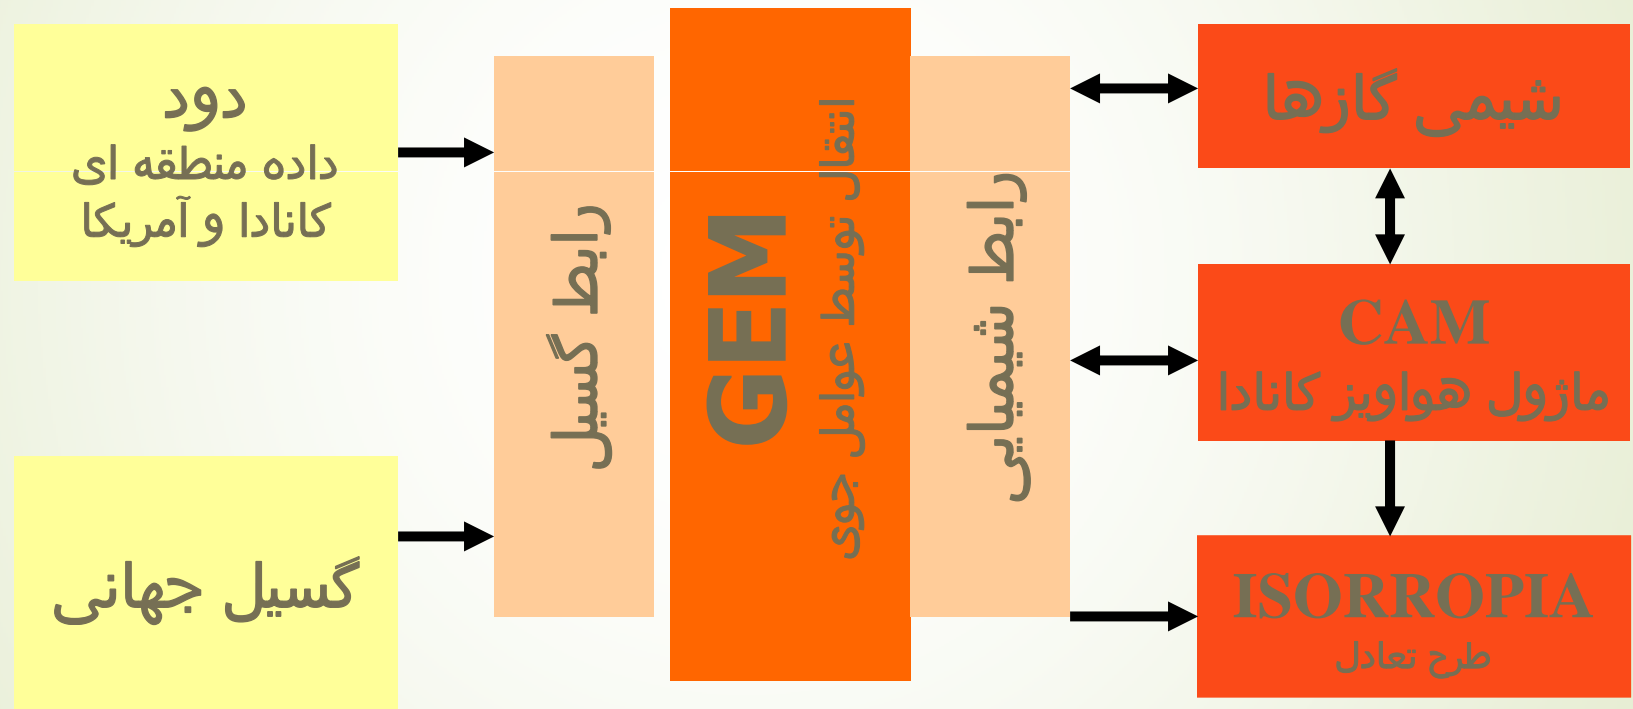 دود
داده منطقه ای
کانادا و آمریکا
گسیل جهانی
رابط گسیل
GEM
انتقال توسط عوامل جوی
رابط شیمیایی
شیمی گازها
CAM
ماژول هواویز کانادا
ISORROPIA
طرح تعادل